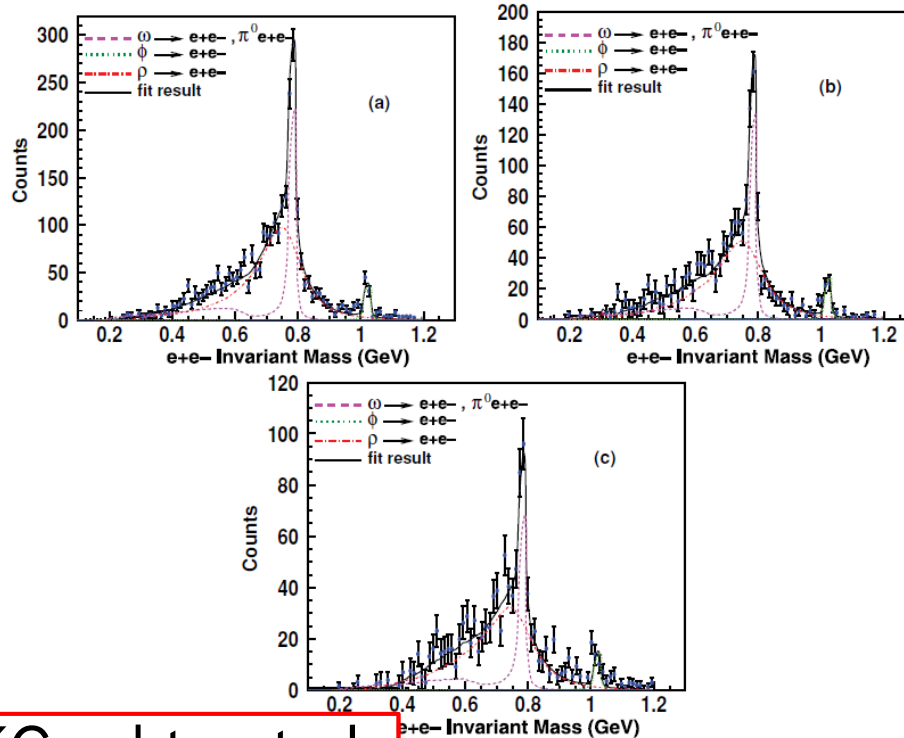 300
250
200
150
100
50
0
Counts
ω → e+e− , π⁰e+e−
ϕ → e+e−
ρ → e+e−
fit result
(a)
0.2 0.4 0.6 0.8 1.0 1.2
e+e− Invariant Mass (GeV)
200
180
160
140
120
100
80
60
40
20
0
Counts
ω → e+e− , π⁰e+e−
ϕ → e+e−
ρ → e+e−
fit result
(b)
0.2 0.4 0.6 0.8 1 1.2
e+e− Invariant Mass (GeV)
120
100
80
60
40
20
0
Counts
ω → e+e− , π⁰e+e−
ϕ → e+e−
ρ → e+e−
fit result
(c)
0.2 0.4 0.6 0.8 1 1.2
e+e− Invariant Mass (GeV)